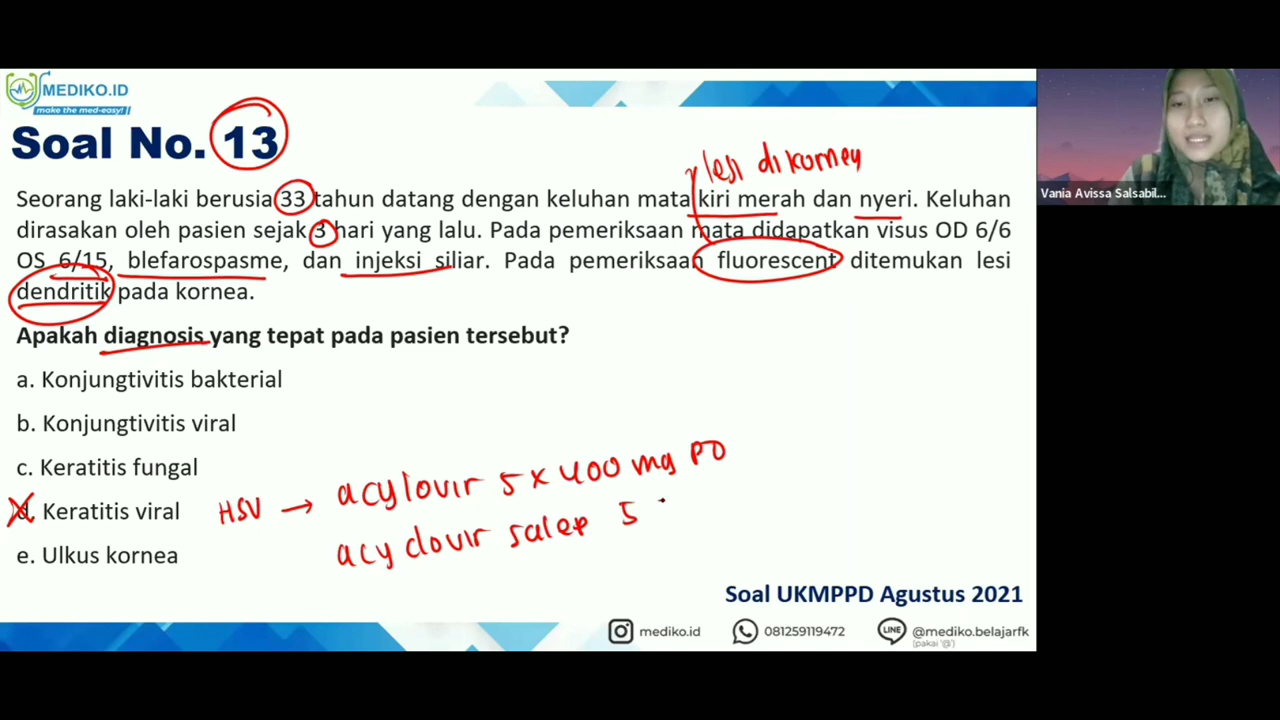 MEDIKO.ID
make the med-easy!
Soal No. 13
lesi di kornea
Seorang laki-laki berusia 33 tahun datang dengan keluhan mata kiri merah dan nyeri. Keluhan
dirasakan oleh pasien sejak 3 hari yang lalu. Pada pemeriksaan mata didapatkan visus OD 6/6
OS 6/15, blefarospasme, dan injeksi siliar. Pada pemeriksaan fluorescent ditemukan lesi
dendritik pada kornea.
Apakah diagnosis yang tepat pada pasien tersebut?
a. Konjungtivitis bakterial
b. Konjungtivitis viral
c. Keratitis fungal
d. Keratitis viral HSV → acylovir 5 x 400 mg PO
acyclovir salep 5
e. Ulkus kornea
Soal UKMPPD Agustus 2021
mediko.id 081259119472 LINE @mediko.belajarfk
(pakai '@')
Vania Avissa Salsabil...